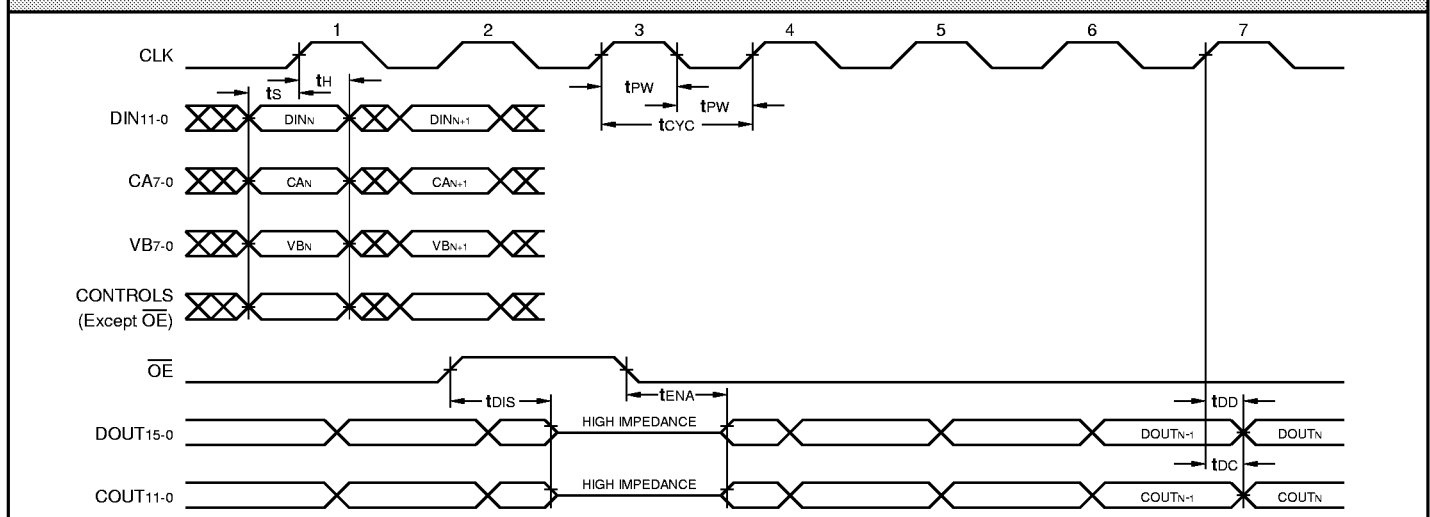 1 2 3 4 5 6 7
CLK
tS tH tPW
tPW
tCYC
DIN11-0 DINN DINN+1
CA7-0 CAN CAN+1
VB7-0 VBN VBN+1
CONTROLS
(Except OE)
OE
tDIS tENA tDD
DOUT15-0 HIGH IMPEDANCE DOUTN-1 DOUTN
tDC
COUT11-0 HIGH IMPEDANCE COUTN-1 COUTN